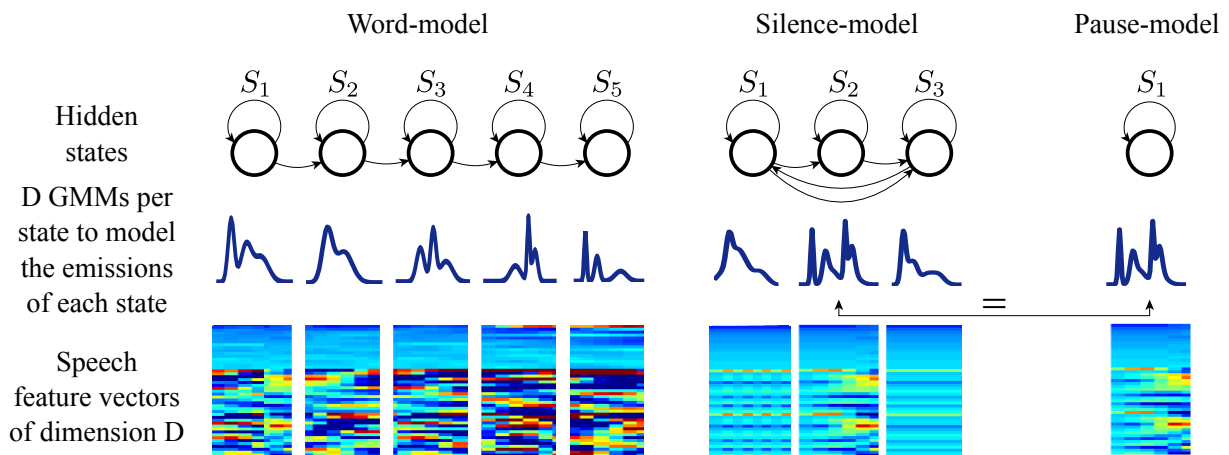 Word-model
Silence-model
Pause-model
S1 S2 S3 S4 S5
S1 S2 S3
S1
Hidden
states
D GMMs per
state to model
the emissions
of each state
=
Speech
feature vectors
of dimension D